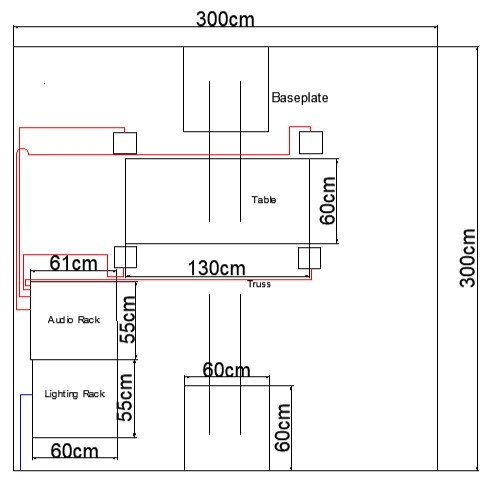 300cm
Baseplate
Table
60cm
300cm
61cm
130cm
Truss
Audio Rack
55cm
Lighting Rack
55cm
60cm
60cm
60cm